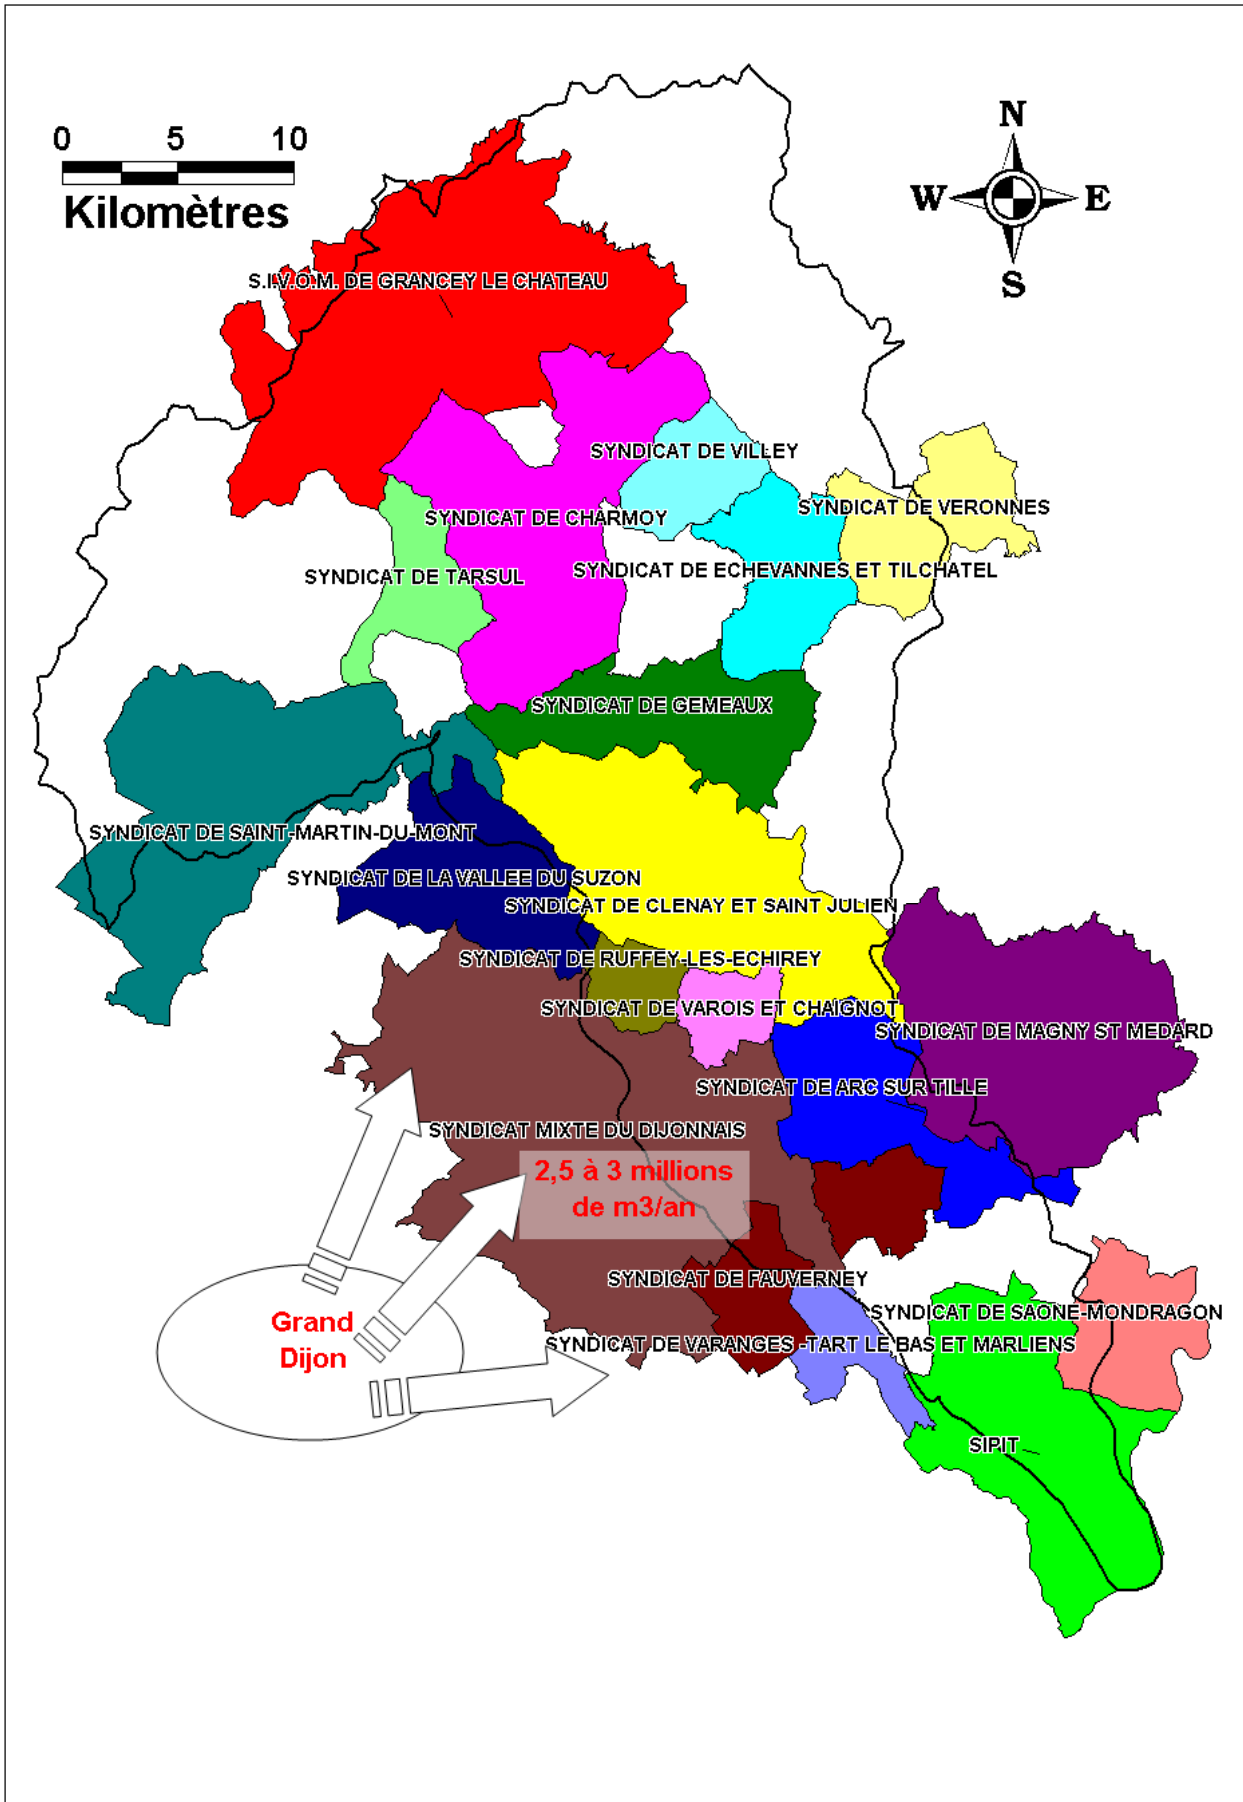 0 5 10
Kilomètres
N
W E
S
S.I.V.O.M. DE GRANCEY LE CHATEAU
SYNDICAT DE VILLEY
SYNDICAT DE VERONNES
SYNDICAT DE CHARMOY
SYNDICAT DE ECHEVANNES ET TILCHATEL
SYNDICAT DE TARSUL
SYNDICAT DE GEMEAUX
SYNDICAT DE SAINT-MARTIN-DU-MONT
SYNDICAT DE LA VALLEE DU SUZON
SYNDICAT DE CLENAY ET SAINT JULIEN
SYNDICAT DE RUFFEY-LES-ECHIREY
SYNDICAT DE VAROIS ET CHAIGNOT
SYNDICAT DE MAGNY ST MEDARD
SYNDICAT DE ARC SUR TILLE
SYNDICAT MIXTE DU DIJONNAIS
2,5 à 3 millions
de m3/an
SYNDICAT DE FAUVERNEY
SYNDICAT DE SAONE-MONDRAGON
Grand
Dijon
SYNDICAT DE VARANGES -TART LE BAS ET MARLIENS
SIPIT